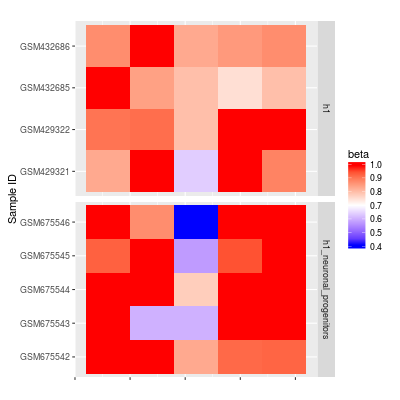 GSM432686
GSM432685
GSM429322
GSM429321
h1
GSM675546
GSM675545
GSM675544
GSM675543
GSM675542
h1_neuronal_progenitors
Sample ID
beta
1.0
0.9
0.8
0.7
0.6
0.5
0.4